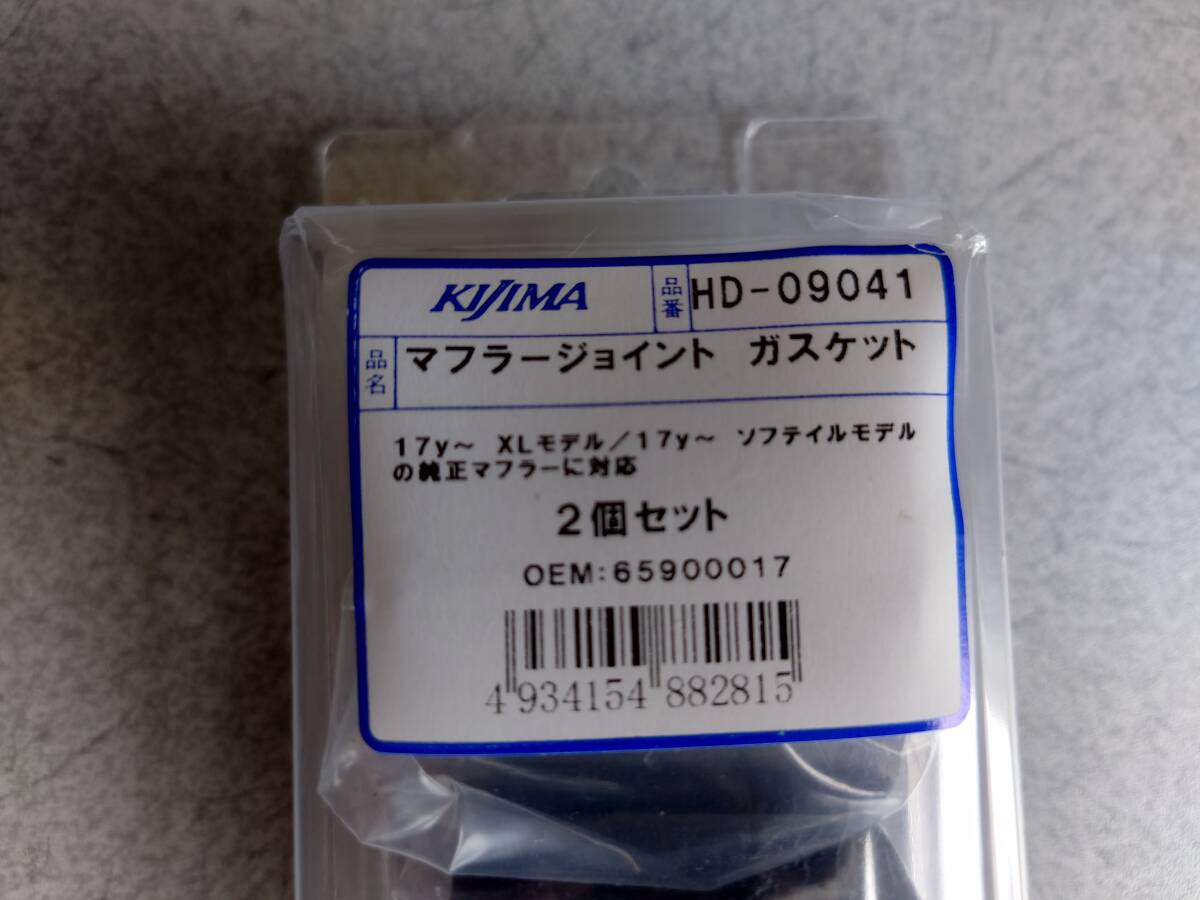 KIJIMA 品番 HD-09041
品名 マフラージョイント ガスケット
17y～ XLモデル／17y～ ソフテイルモデル
の純正マフラーに対応
2個セット
OEM:65900017
4 934154 882815